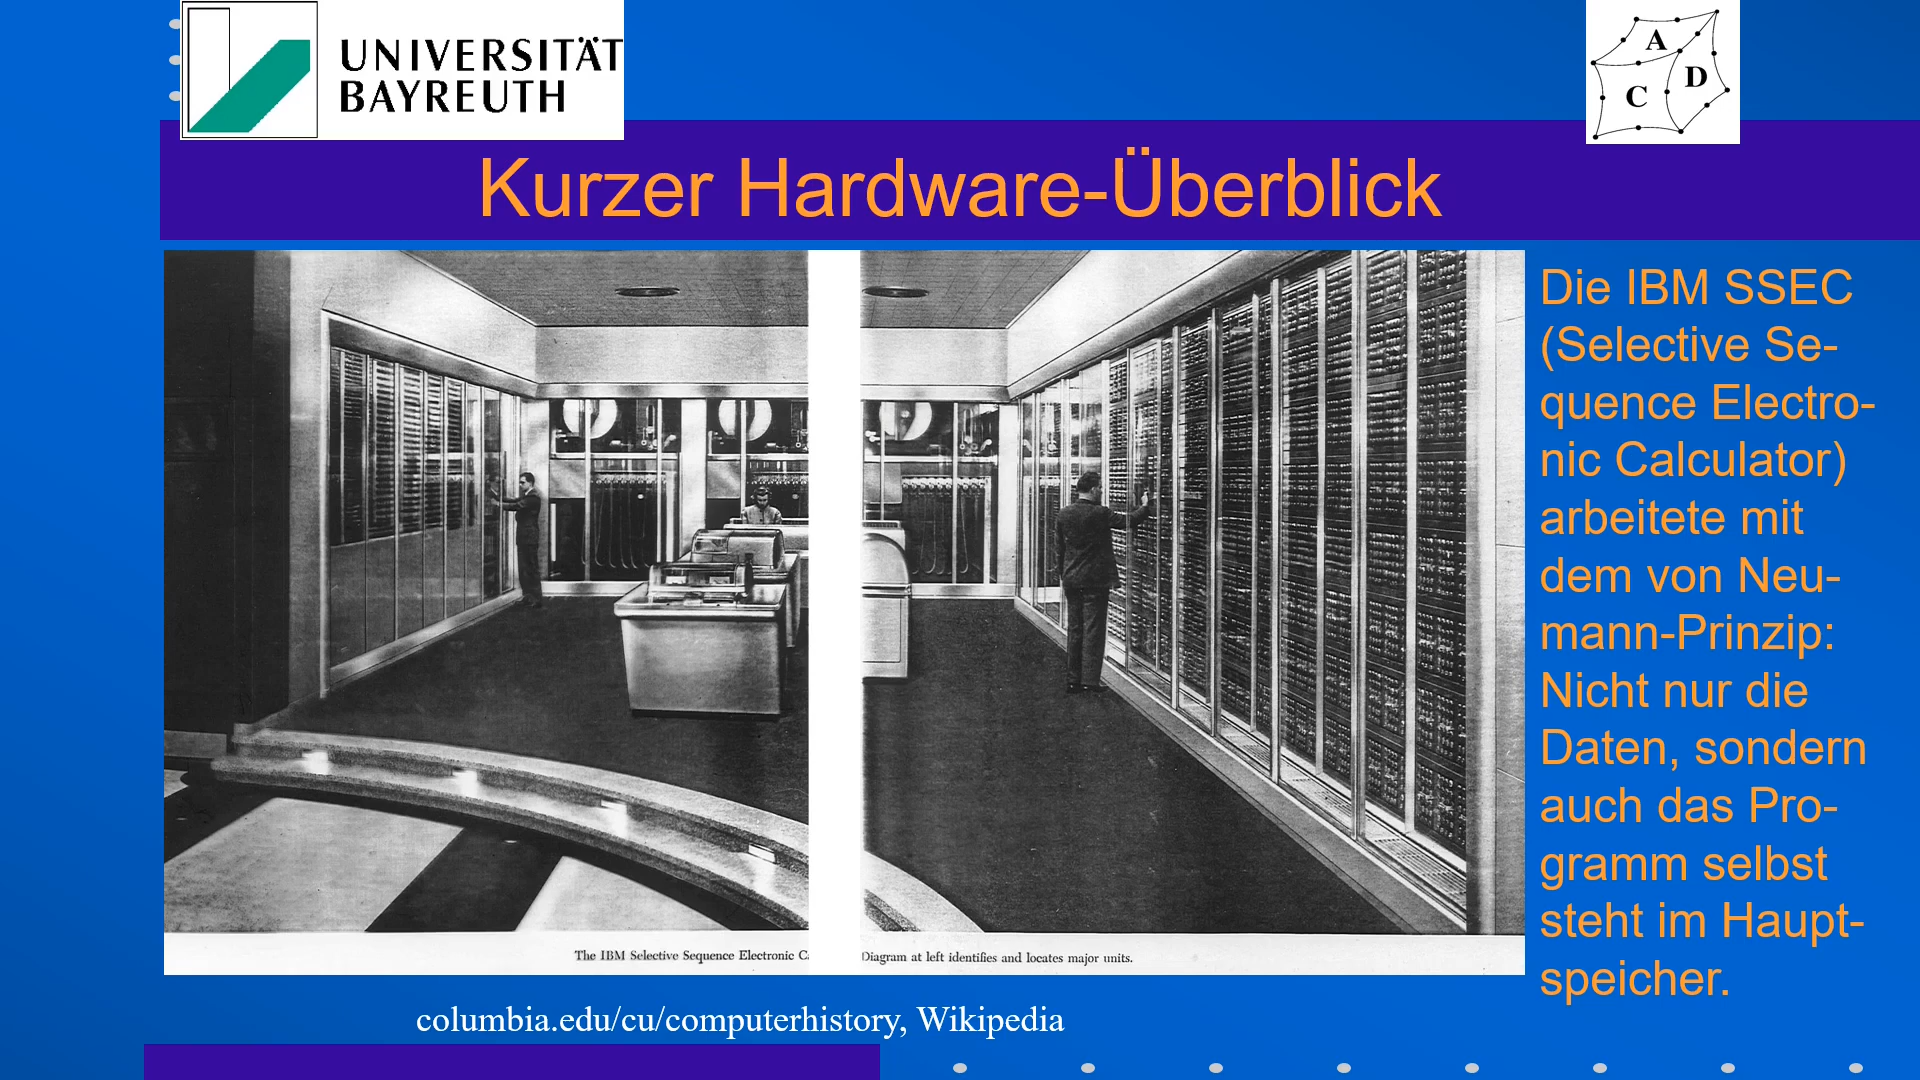 UNIVERSITÄT
BAYREUTH
A
D
C
Kurzer Hardware-Überblick
Die IBM SSEC
(Selective Se-
quence Electro-
nic Calculator)
arbeitete mit
dem von Neu-
mann-Prinzip:
Nicht nur die
Daten, sondern
auch das Pro-
gramm selbst
steht im Haupt-
speicher.
The IBM Selective Sequence Electronic C
Diagram at left identifies and locates major units.
columbia.edu/cu/computerhistory, Wikipedia